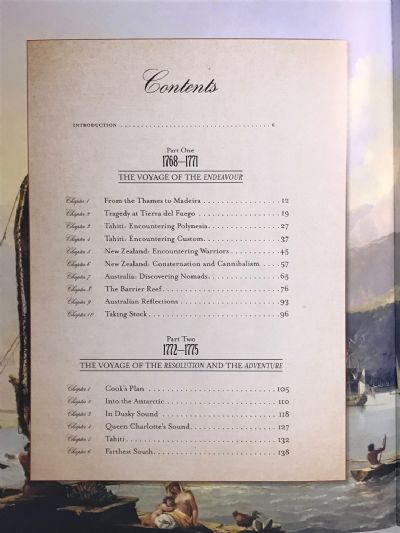 Contents
INTRODUCTION 6
Part One
1768—1771
THE VOYAGE OF THE ENDEAVOUR
Chapter 1 From the Thames to Madeira 12
Chapter 2 Tragedy at Tierra del Fuego 19
Chapter 3 Tahiti: Encountering Polynesia 27
Chapter 4 Tahiti: Encountering Custom 37
Chapter 5 New Zealand: Encountering Warriors 45
Chapter 6 New Zealand: Consternation and Cannibalism 57
Chapter 7 Australia: Discovering Nomads 65
Chapter 8 The Barrier Reef 76
Chapter 9 Australian Reflections 93
Chapter 10 Taking Stock 96
Part Two
1772—1775
THE VOYAGE OF THE RESOLUTION AND THE ADVENTURE
Chapter 1 Cook's Plan 105
Chapter 2 Into the Antarctic 110
Chapter 3 In Dusky Sound 118
Chapter 4 Queen Charlotte's Sound 127
Chapter 5 Tahiti 132
Chapter 6 Farthest South 138